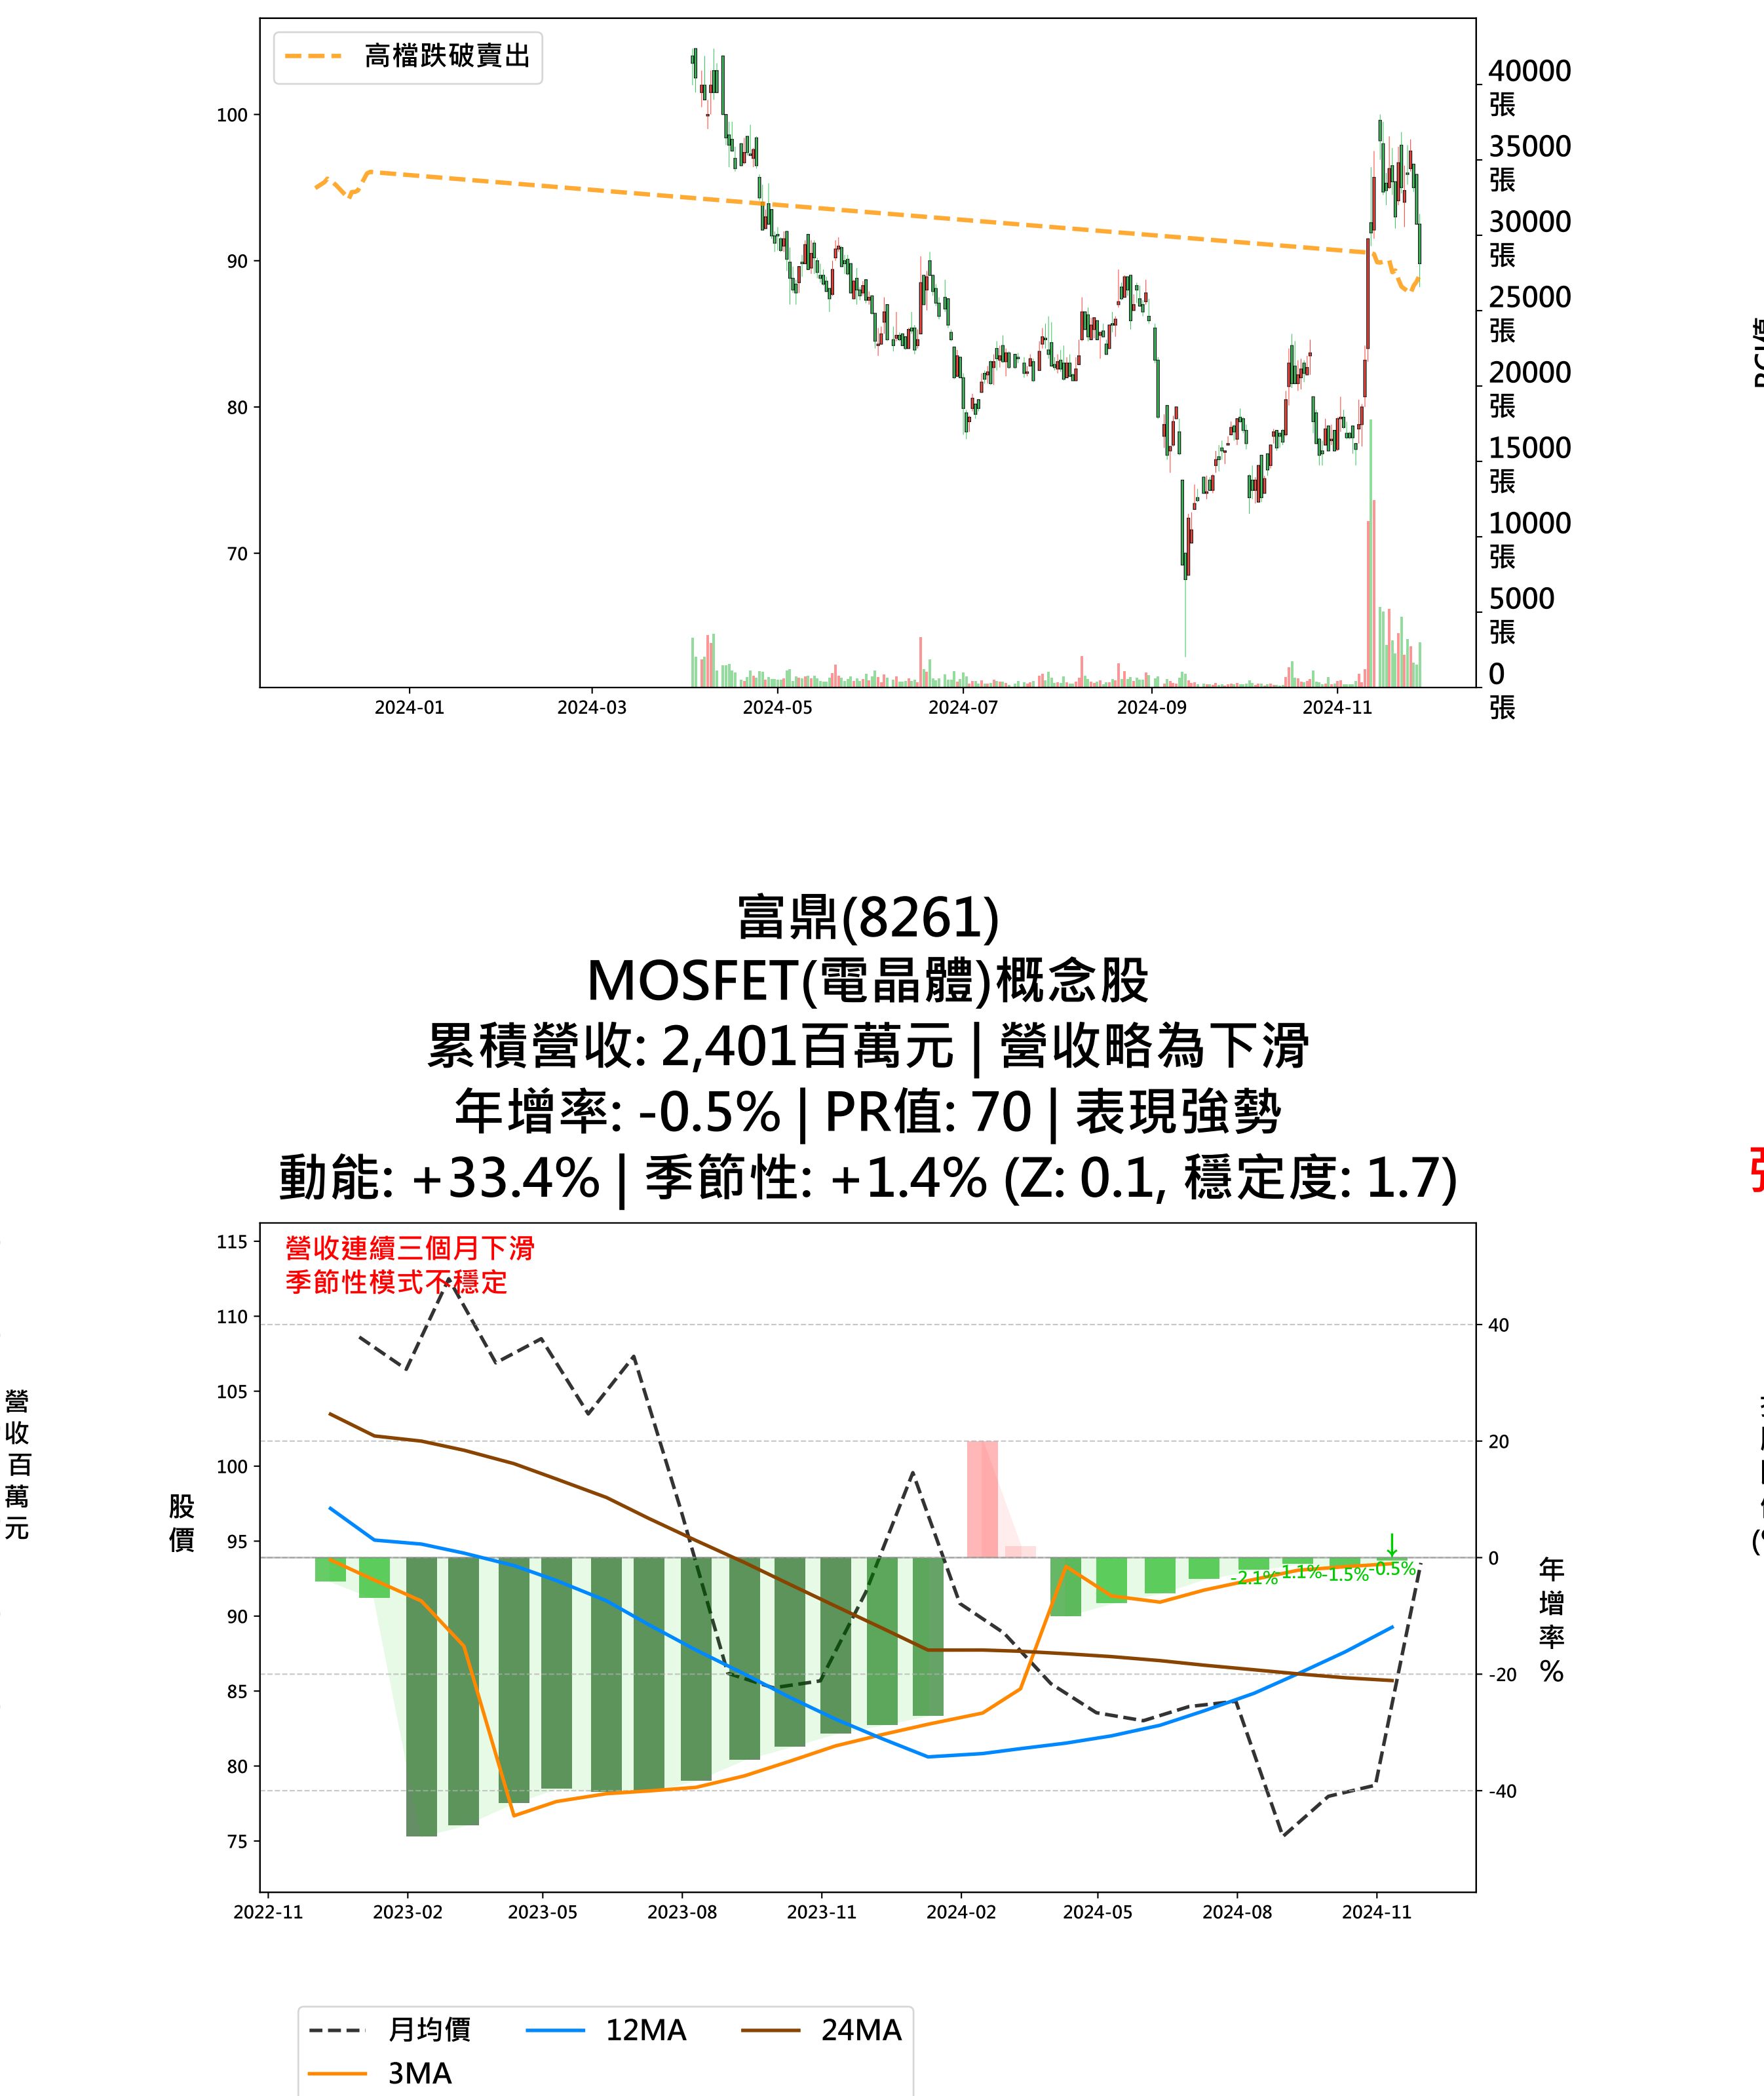 高檔跌破賣出
100
90
80
70
40000
張
35000
張
30000
張
25000
張
20000
張
15000
張
10000
張
5000
張
0
張
2024-01
2024-03
2024-05
2024-07
2024-09
2024-11
富鼎(8261)
MOSFET(電晶體)概念股
累積營收: 2,401百萬元 | 營收略為下滑
年增率: -0.5% | PR值: 70 | 表現強勢
動能: +33.4% | 季節性: +1.4% (Z: 0.1, 穩定度: 1.7)
營收連續三個月下滑
季節性模式不穩定
營收百萬元
股價
115
110
105
100
95
90
85
80
75
40
20
0
-20
-40
年增率%
-2.1%
-1.1%
-1.5%
-0.5%
2022-11
2023-02
2023-05
2023-08
2023-11
2024-02
2024-05
2024-08
2024-11
月均價
12MA
24MA
3MA